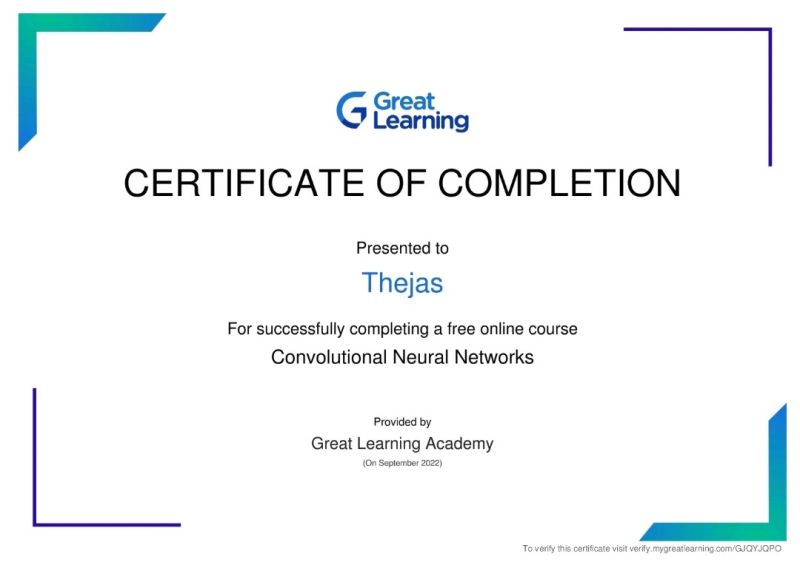 Great
Learning
CERTIFICATE OF COMPLETION
Presented to
Thejas
For successfully completing a free online course
Convolutional Neural Networks
Provided by
Great Learning Academy
(On September 2022)
To verify this certificate visit verify.mygreatlearning.com/GJQYJQPO